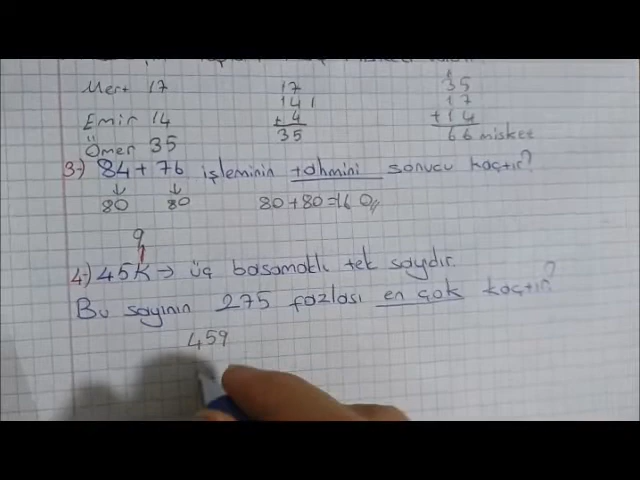 Mert 17
Emir 14
Ömer 35
17
14 1
+ 4
35
1
35
17
+14
66 misket
3-) 84 + 76 işleminin tahmini sonucu kaçtır?
80 80 80+80=160
9
4-) 45K → üç basamaklı tek sayıdır.
Bu sayının 275 fazlası en çok kaçtır?
459